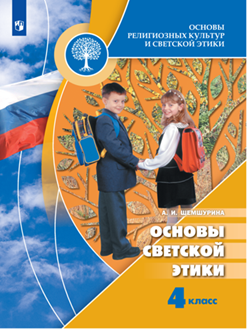 ОСНОВЫ
РЕЛИГИОЗНЫХ КУЛЬТУР
И СВЕТСКОЙ ЭТИКИ
А. И. ШЕМШУРИНА
ОСНОВЫ
СВЕТСКОЙ
ЭТИКИ
4 класс